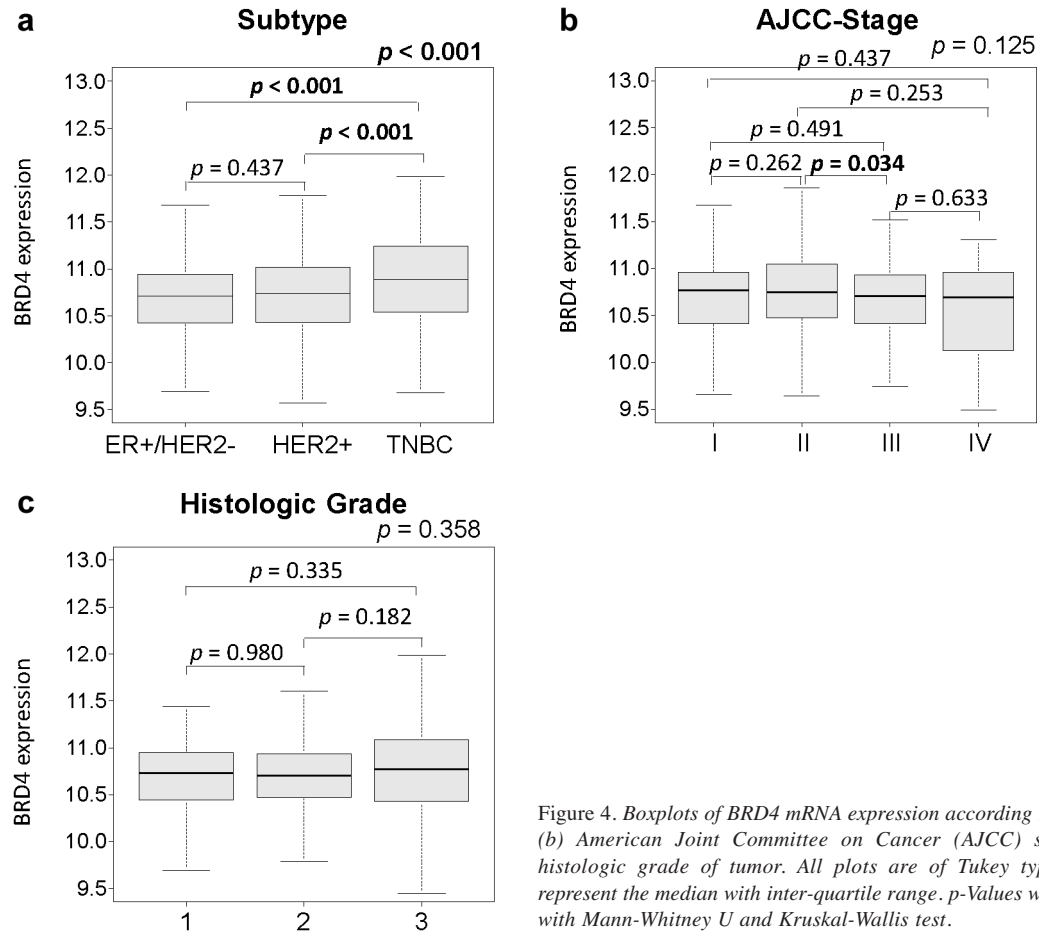 a
Subtype
p < 0.001
p < 0.001
p < 0.001
p = 0.437
BRD4 expression
13.0
12.5
12.0
11.5
11.0
10.5
10.0
9.5
ER+/HER2-
HER2+
TNBC
b
AJCC-Stage
p = 0.125
p = 0.437
p = 0.253
p = 0.491
p = 0.262
p = 0.034
p = 0.633
BRD4 expression
13.0
12.5
12.0
11.5
11.0
10.5
10.0
9.5
I
II
III
IV
c
Histologic Grade
p = 0.358
p = 0.335
p = 0.182
p = 0.980
BRD4 expression
13.0
12.5
12.0
11.5
11.0
10.5
10.0
9.5
1
2
3
Figure 4. Boxplots of BRD4 mRNA expression according
(b) American Joint Committee on Cancer (AJCC) s
histologic grade of tumor. All plots are of Tukey typ
represent the median with inter-quartile range. p-Values w
with Mann-Whitney U and Kruskal-Wallis test.